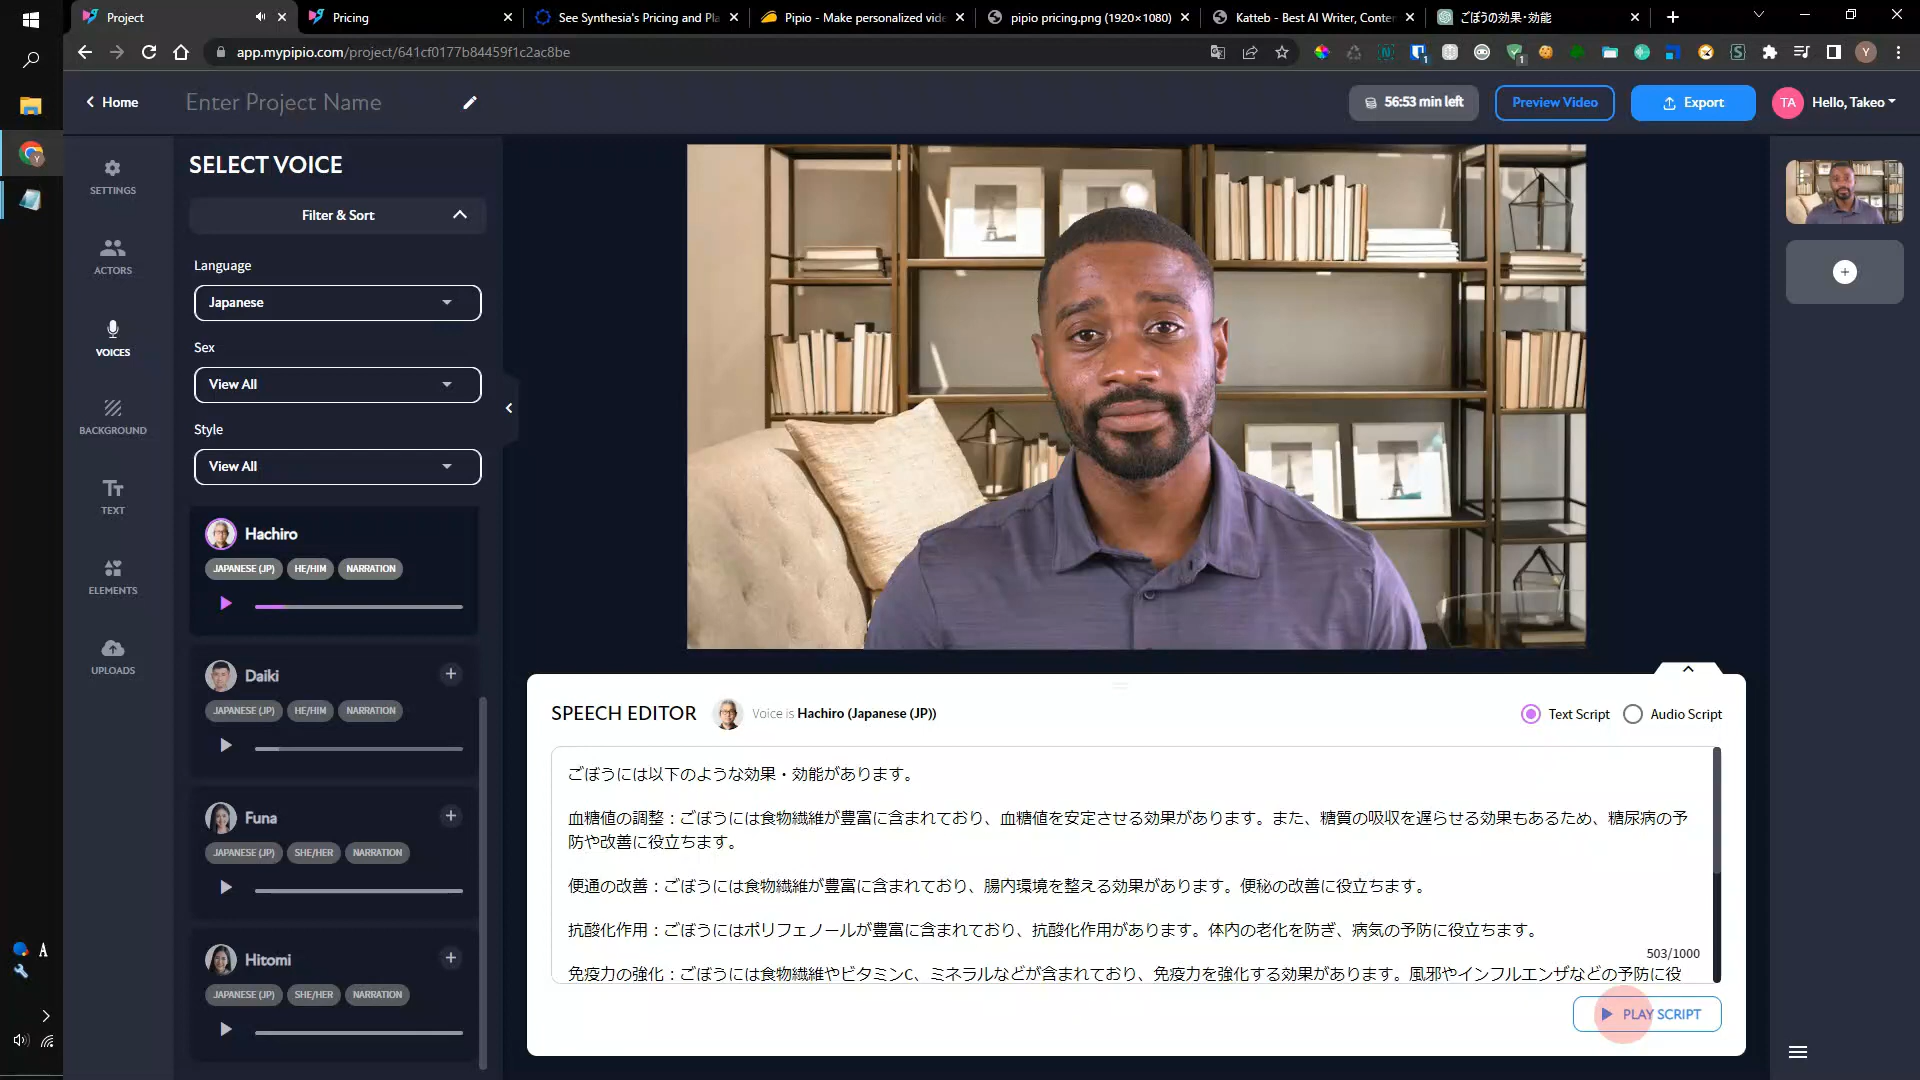 Project
Pricing
See Synthesia's Pricing and Pla
Pipio - Make personalized vide
pipio pricing.png (1920×1080)
Katteb - Best AI Writer, Conten
ごぼうの効果・効能
app.mypipio.com/project/641cf0177b84459f1c2ac8be
Home
Enter Project Name
56:53 min left
Preview Video
Export
TA
Hello, Takeo
SETTINGS
ACTORS
VOICES
BACKGROUND
TEXT
ELEMENTS
UPLOADS
SELECT VOICE
Filter & Sort
Language
Japanese
Sex
View All
Style
View All
Hachiro
JAPANESE (JP) HE/HIM NARRATION
Daiki
JAPANESE (JP) HE/HIM NARRATION
Funa
JAPANESE (JP) SHE/HER NARRATION
Hitomi
JAPANESE (JP) SHE/HER NARRATION
SPEECH EDITOR
Voice is Hachiro (Japanese (JP))
Text Script
Audio Script
ごぼうには以下のような効果・効能があります。
血糖値の調整：ごぼうには食物繊維が豊富に含まれており、血糖値を安定させる効果があります。また、糖質の吸収を遅らせる効果もあるため、糖尿病の予
防や改善に役立ちます。
便通の改善：ごぼうには食物繊維が豊富に含まれており、腸内環境を整える効果があります。便秘の改善に役立ちます。
抗酸化作用：ごぼうにはポリフェノールが豊富に含まれており、抗酸化作用があります。体内の老化を防ぎ、病気の予防に役立ちます。
503/1000
免疫力の強化：ごぼうには食物繊維やビタミンC、ミネラルなどが含まれており、免疫力を強化する効果があります。風邪やインフルエンザなどの予防に役
PLAY SCRIPT